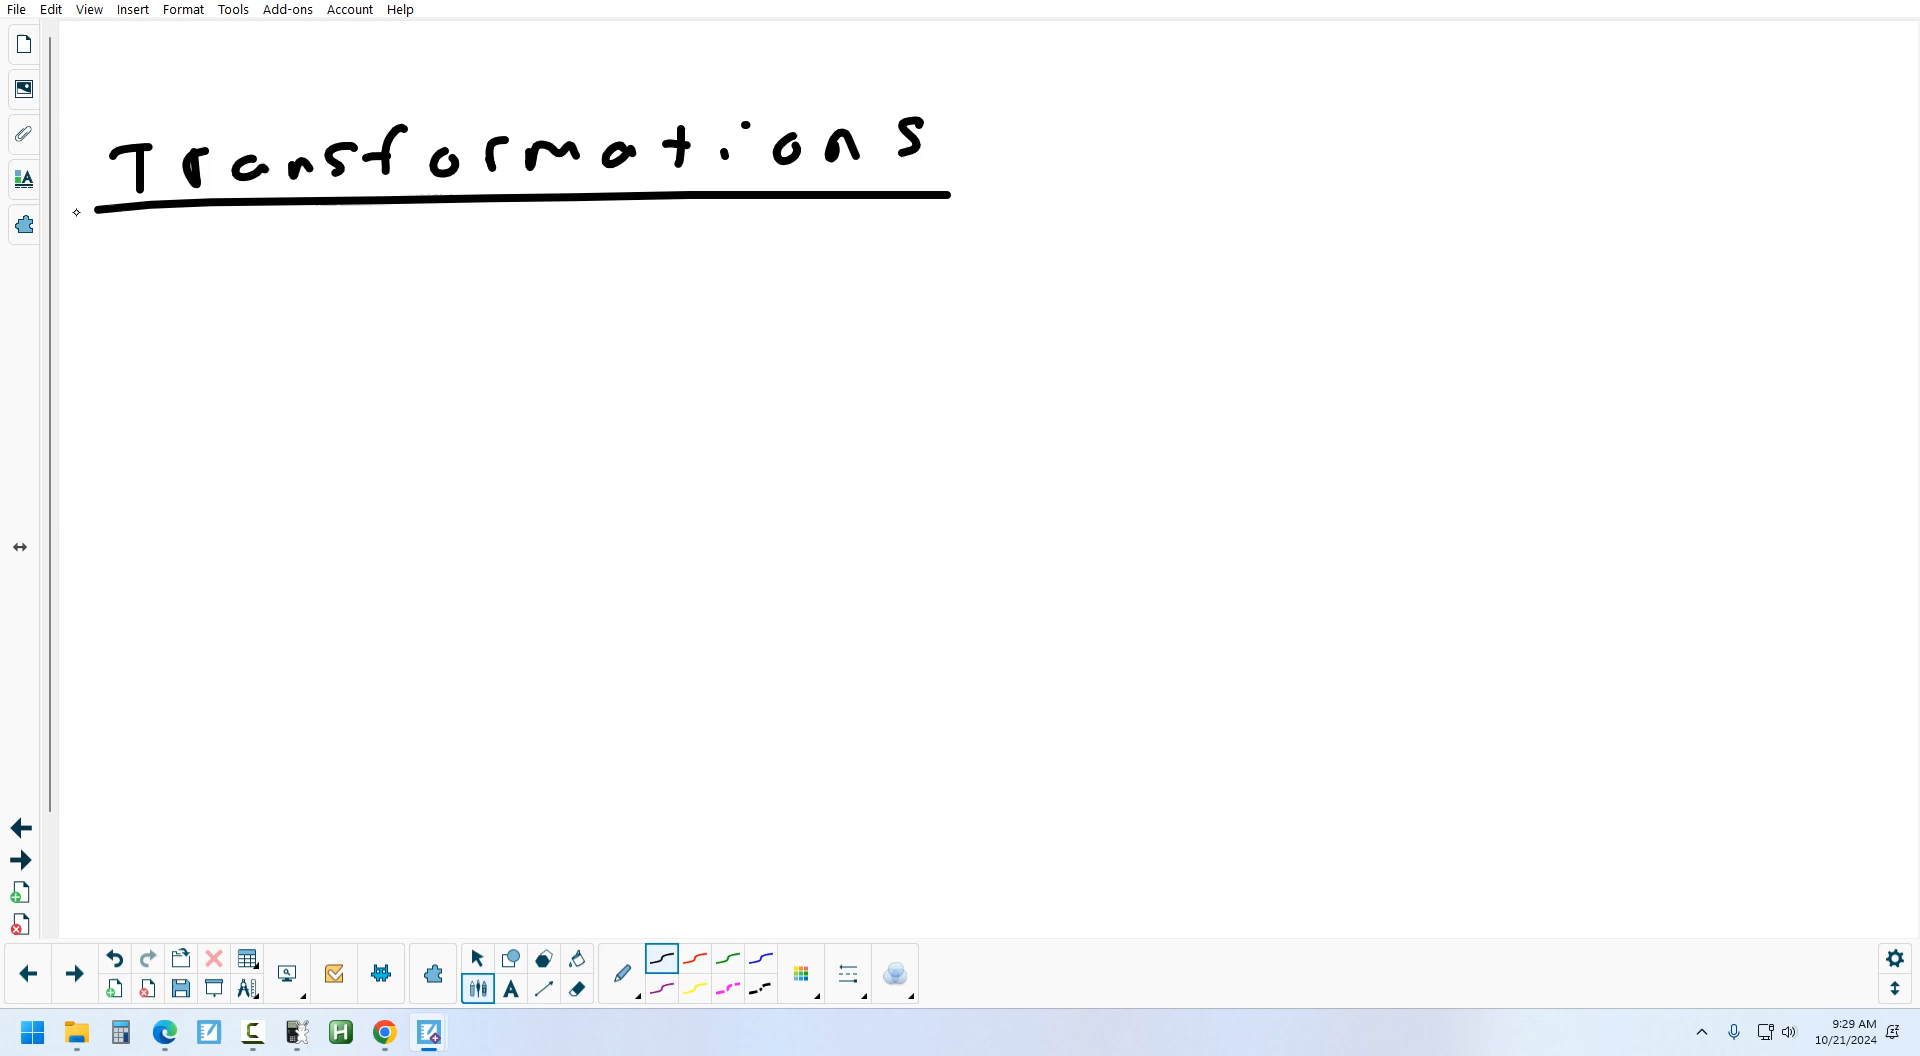 File Edit View Insert Format Tools Add-ons Account Help
Transformations
9:29 AM
10/21/2024